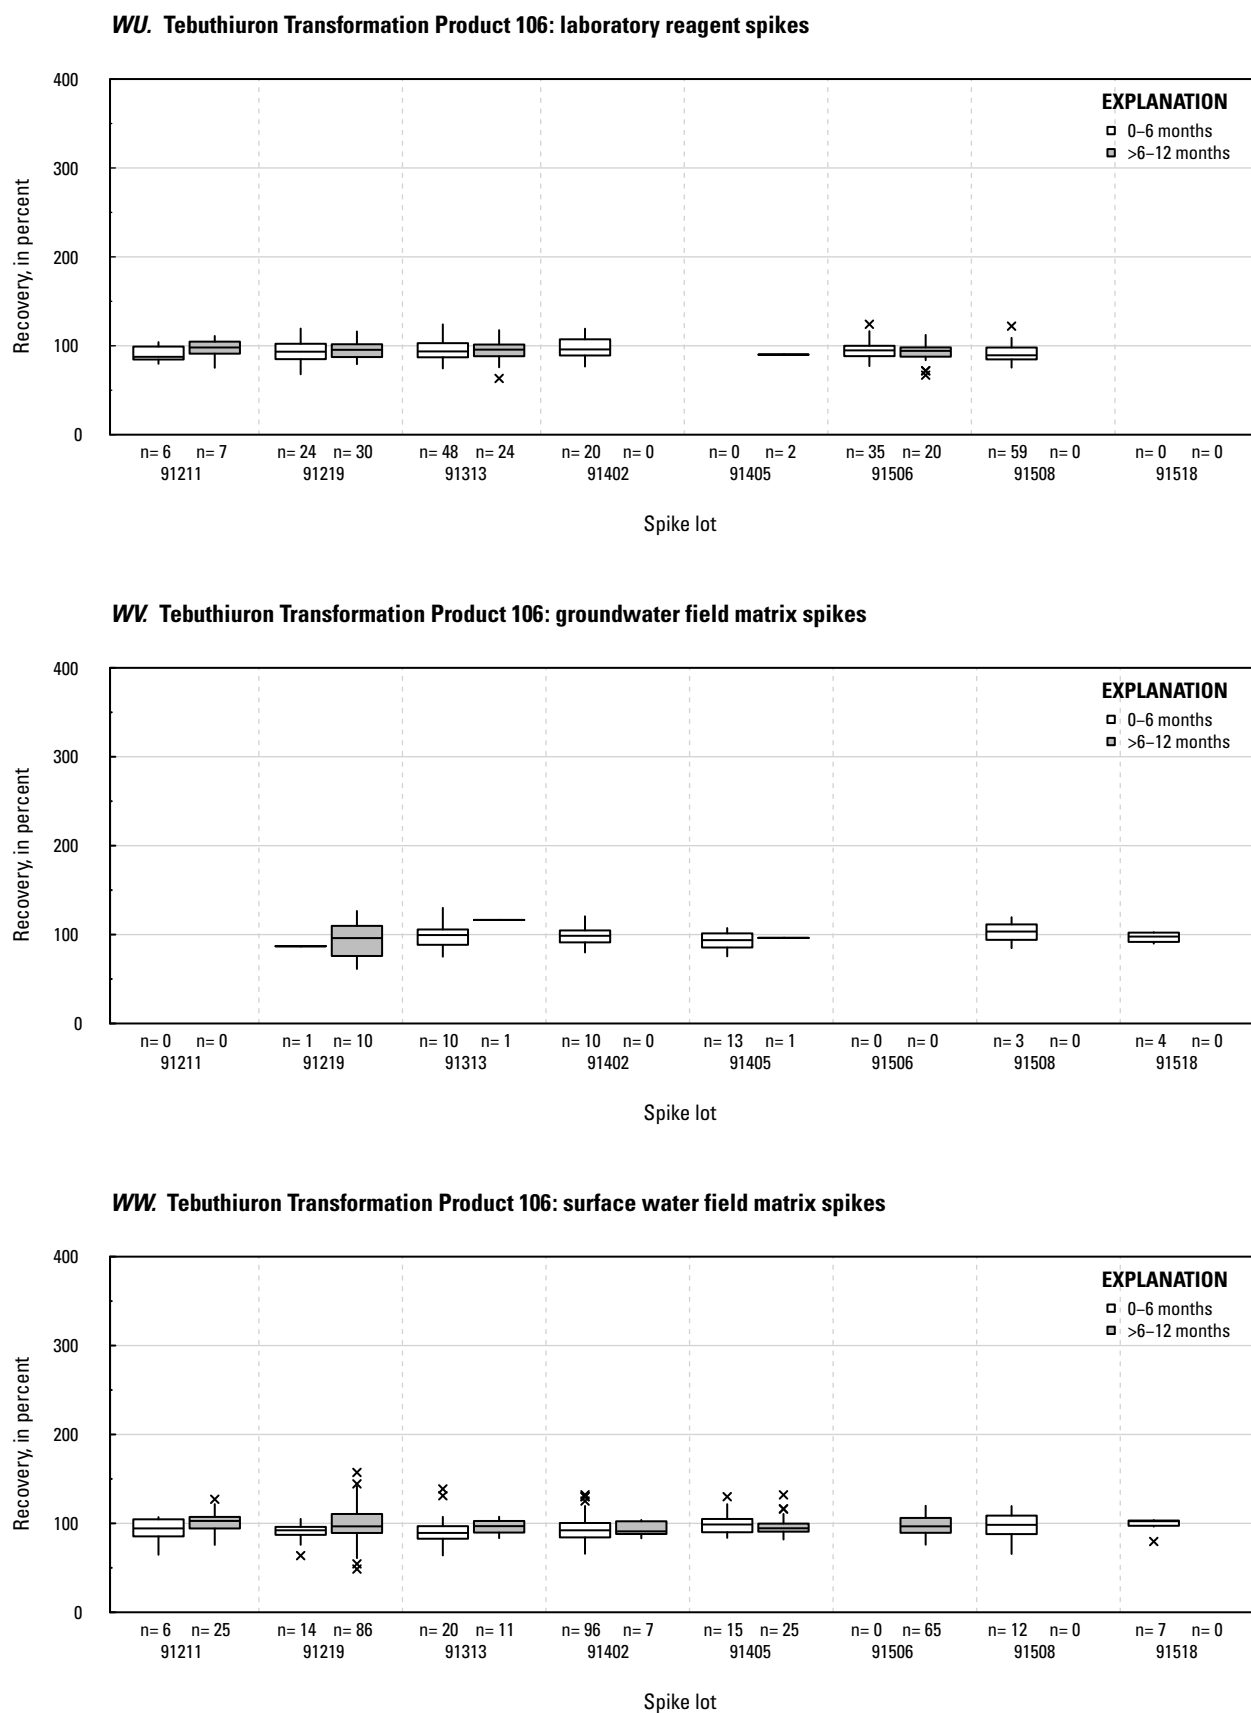 WU. Tebuthiuron Transformation Product 106: laboratory reagent spikes
400
300
200
100
0
Recovery, in percent
EXPLANATION
0–6 months
>6–12 months
n= 6 n= 7 n= 24 n= 30 n= 48 n= 24 n= 20 n= 0 n= 0 n= 2 n= 35 n= 20 n= 59 n= 0 n= 0 n= 0
91211 91219 91313 91402 91405 91506 91508 91518
Spike lot
WV. Tebuthiuron Transformation Product 106: groundwater field matrix spikes
400
300
200
100
0
Recovery, in percent
EXPLANATION
0–6 months
>6–12 months
n= 0 n= 0 n= 1 n= 10 n= 10 n= 1 n= 10 n= 0 n= 13 n= 1 n= 0 n= 0 n= 3 n= 0 n= 4 n= 0
91211 91219 91313 91402 91405 91506 91508 91518
Spike lot
WW. Tebuthiuron Transformation Product 106: surface water field matrix spikes
400
300
200
100
0
Recovery, in percent
EXPLANATION
0–6 months
>6–12 months
n= 6 n= 25 n= 14 n= 86 n= 20 n= 11 n= 96 n= 7 n= 15 n= 25 n= 0 n= 65 n= 12 n= 0 n= 7 n= 0
91211 91219 91313 91402 91405 91506 91508 91518
Spike lot